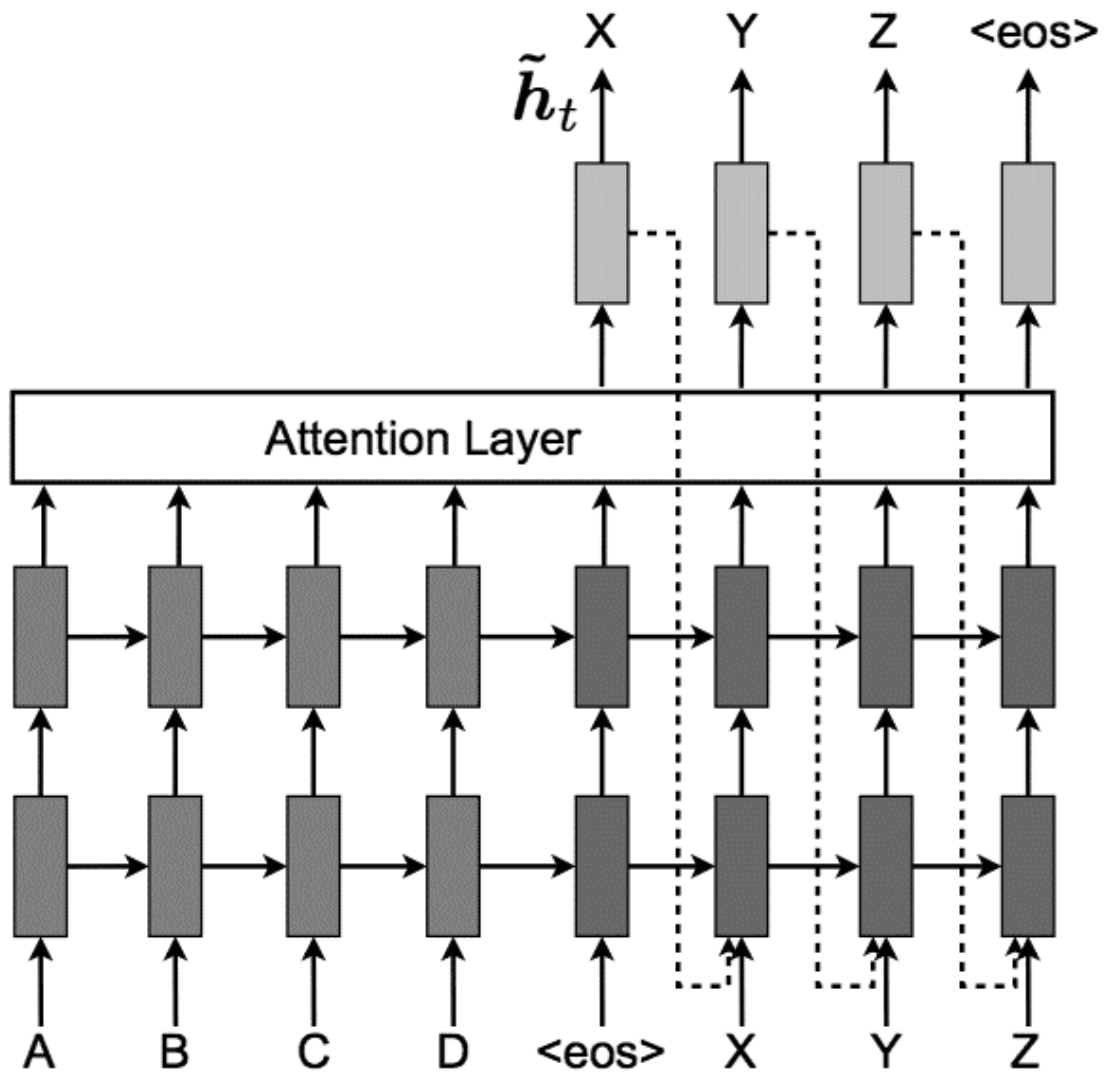 X Y Z <eos>
h̃t
Attention Layer
A B C D <eos> X Y Z